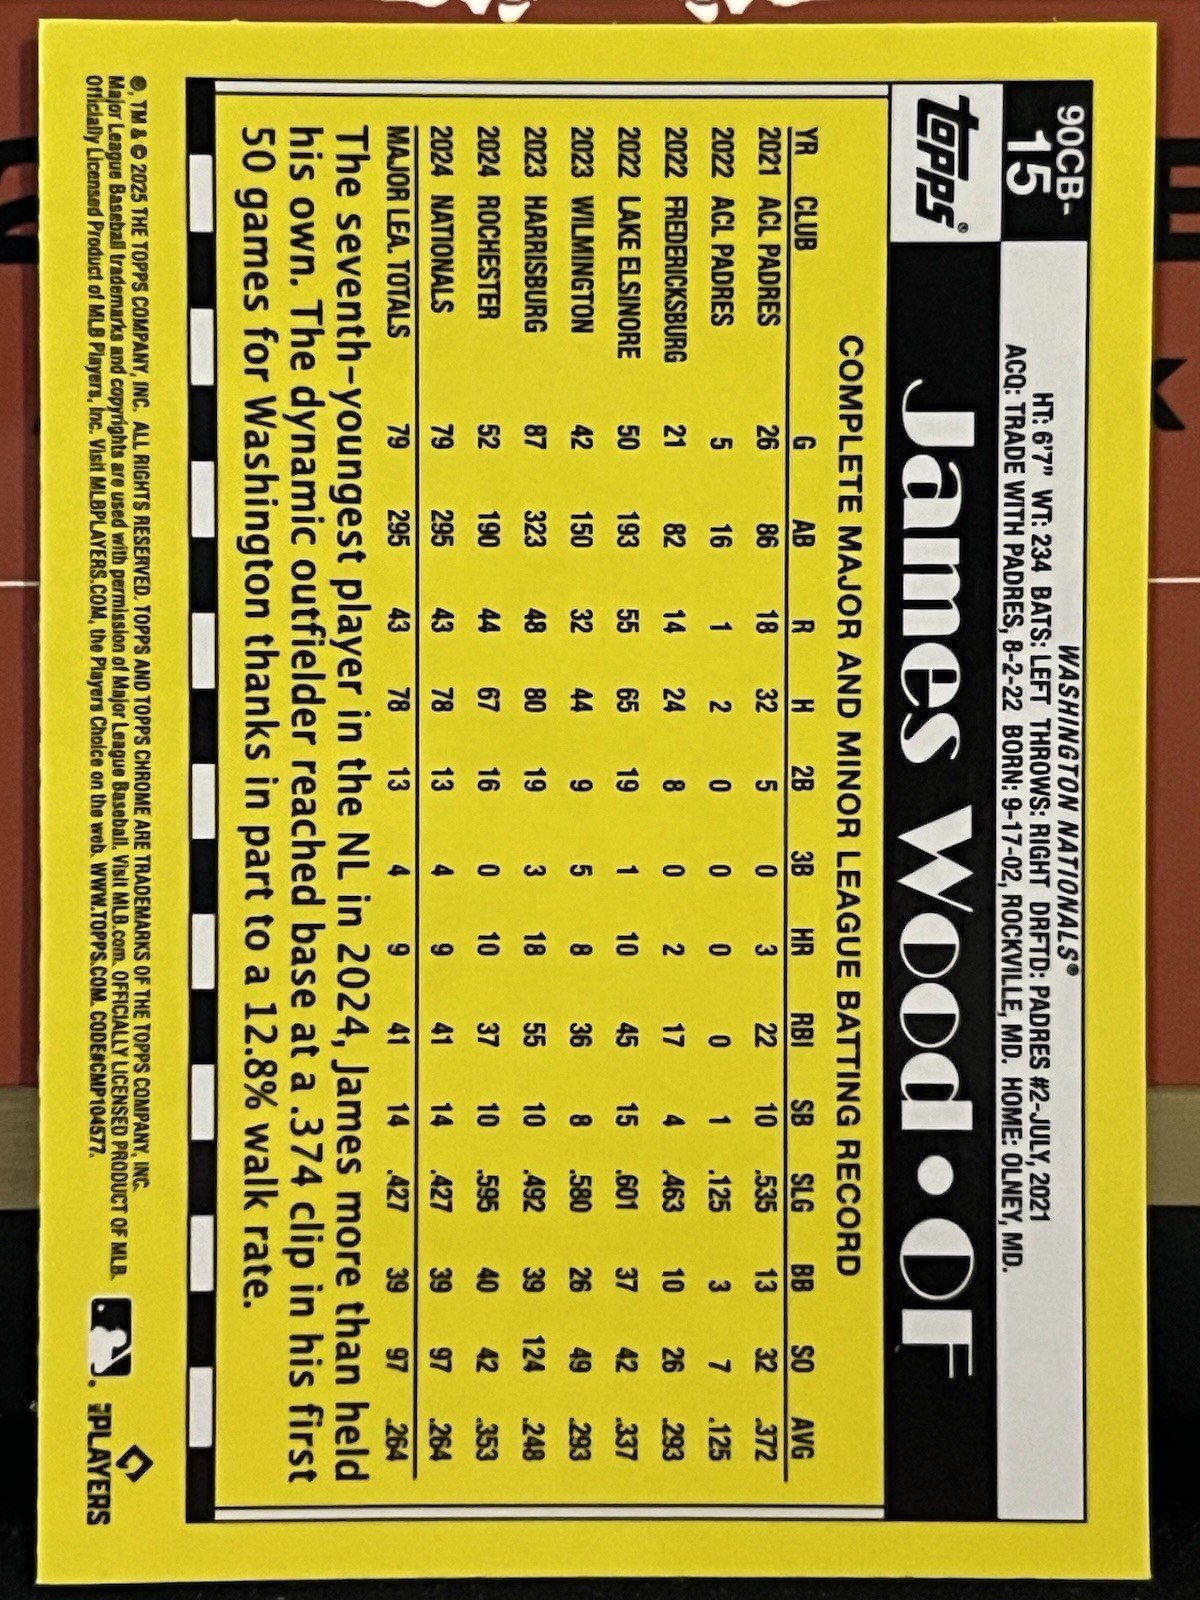 90CB-
15
WASHINGTON NATIONALS®
HT: 6'7" WT: 234 BATS: LEFT THROWS: RIGHT DRFTD: PADRES #2-JULY, 2021
ACQ: TRADE WITH PADRES, 8-2-22 BORN: 9-17-02, ROCKVILLE, MD. HOME: OLNEY, MD.
topps®
James Wood • OF
COMPLETE MAJOR AND MINOR LEAGUE BATTING RECORD
YR CLUB G AB R H 2B 3B HR RBI SB SLG BB SO AVG
2021 ACL PADRES 26 86 18 32 5 0 3 22 10 .535 13 32 .372
2022 ACL PADRES 5 16 1 2 0 0 0 0 1 .125 3 7 .125
2022 FREDERICKSBURG 21 82 14 24 8 0 2 17 4 .463 10 26 .293
2022 LAKE ELSINORE 50 193 55 65 19 1 10 45 15 .601 37 42 .337
2023 WILMINGTON 42 150 32 44 9 5 8 36 8 .580 26 49 .293
2023 HARRISBURG 87 323 48 80 19 3 18 55 10 .492 39 124 .248
2024 ROCHESTER 52 190 44 67 16 0 10 37 10 .595 40 42 .353
2024 NATIONALS 79 295 43 78 13 4 9 41 14 .427 39 97 .264
MAJOR LEA. TOTALS 79 295 43 78 13 4 9 41 14 .427 39 97 .264
The seventh-youngest player in the NL in 2024, James more than held
his own. The dynamic outfielder reached base at a .374 clip in his first
50 games for Washington thanks in part to a 12.8% walk rate.
®, TM & © 2025 THE TOPPS COMPANY, INC. ALL RIGHTS RESERVED. TOPPS AND TOPPS CHROME ARE TRADEMARKS OF THE TOPPS COMPANY, INC.
Major League Baseball trademarks and copyrights are used with permission of Major League Baseball. Visit MLB.com. OFFICIALLY LICENSED PRODUCT OF MLB.
Officially Licensed Product of MLB Players, Inc. Visit MLBPLAYERS.COM, the Players Choice on the web. WWW.TOPPS.COM. CODE#CMP104577.
MLB PLAYERS